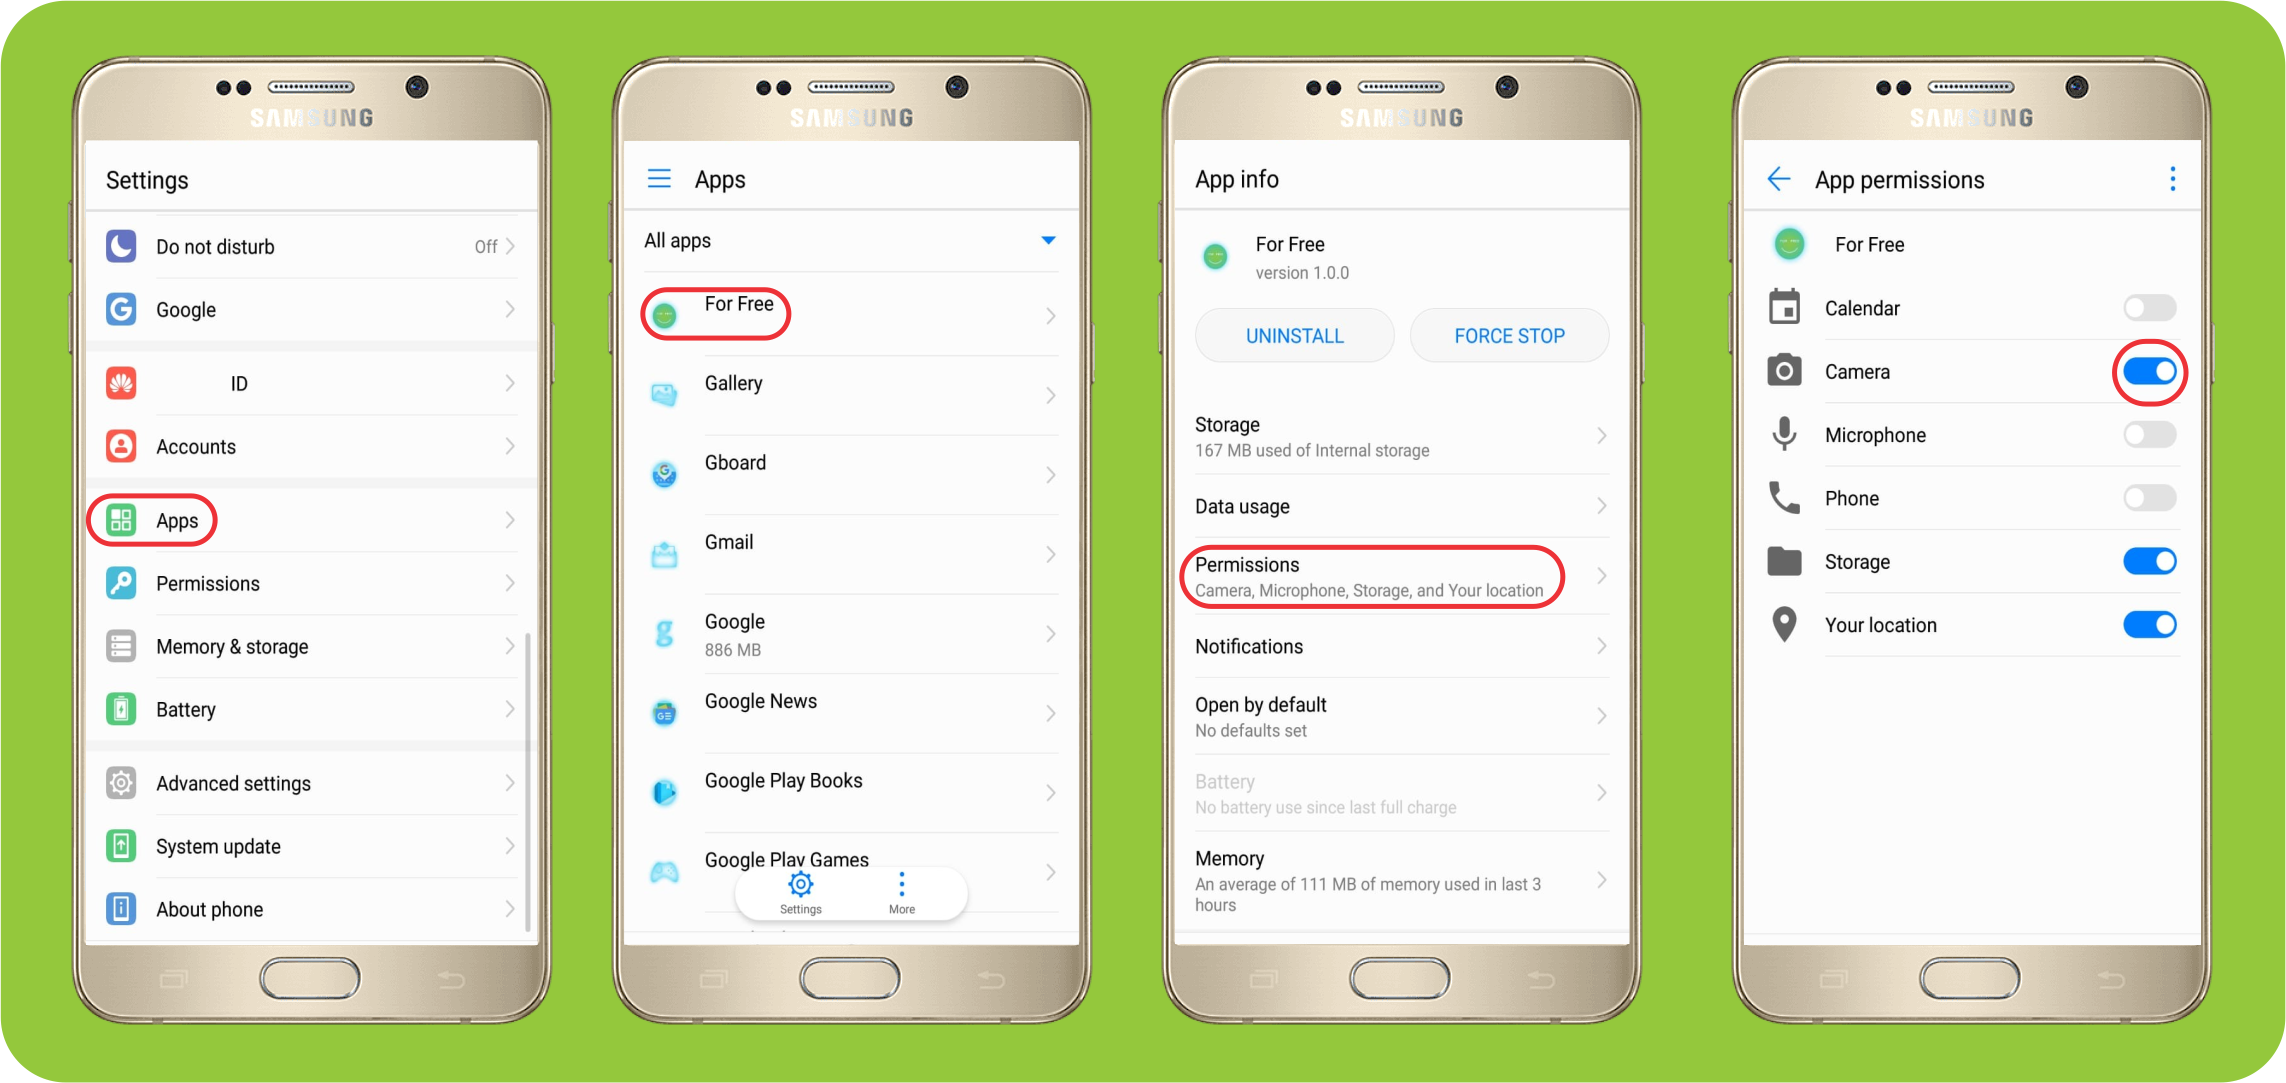 SAMSUNG
Settings
Do not disturb Off
Google
ID
Accounts
Apps
Permissions
Memory & storage
Battery
Advanced settings
System update
About phone
SAMSUNG
Apps
All apps
For Free
Gallery
Gboard
Gmail
Google
886 MB
Google News
Google Play Books
Google Play Games
Settings More
SAMSUNG
App info
For Free
version 1.0.0
UNINSTALL FORCE STOP
Storage
167 MB used of Internal storage
Data usage
Permissions
Camera, Microphone, Storage, and Your location
Notifications
Open by default
No defaults set
Battery
No battery use since last full charge
Memory
An average of 111 MB of memory used in last 3
hours
SAMSUNG
App permissions
For Free
Calendar
Camera
Microphone
Phone
Storage
Your location